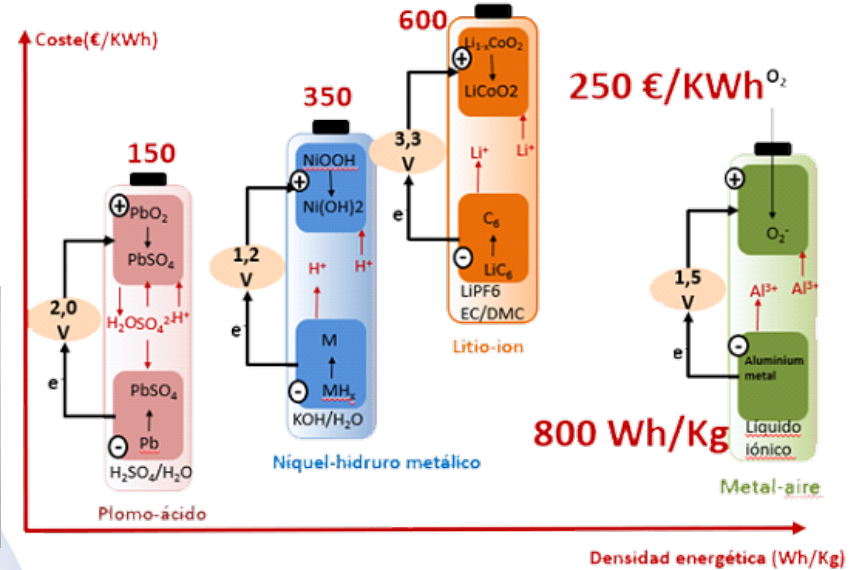 Coste(€/KWh)
150
PbO₂
PbSO₄
H₂OSO₄²⁻H⁺
2,0
V
e⁻
PbSO₄
Pb
H₂SO₄/H₂O
Plomo-ácido
350
NiOOH
Ni(OH)2
H⁺
H⁺
1,2
V
e⁻
M
MHₓ
KOH/H₂O
Níquel-hidruro metálico
600
Li₁₋ₓCoO₂
LiCoO2
Li⁺
Li⁺
3,3
V
e⁻
C₆
LiC₆
LiPF6
EC/DMC
Litio-ion
250 €/KWh
O₂
O₂⁻
Al³⁺
Al³⁺
1,5
V
e⁻
Aluminium
metal
Líquido
iónico
800 Wh/Kg
Metal-aire
Densidad energética (Wh/Kg)